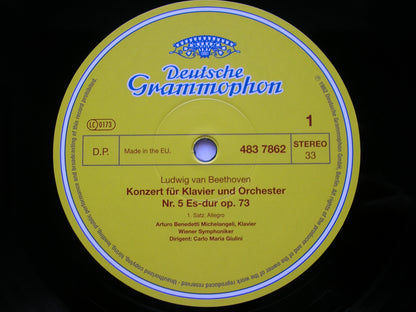 Deutsche
Grammophon
LC 0173
1
D.P.
Made in the EU.
483 7862
STEREO
33
Ludwig van Beethoven
Konzert für Klavier und Orchester
Nr. 5 Es-dur op. 73
1. Satz: Allegro
Arturo Benedetti Michelangeli, Klavier
Wiener Symphoniker
Dirigent: Carlo Maria Giulini